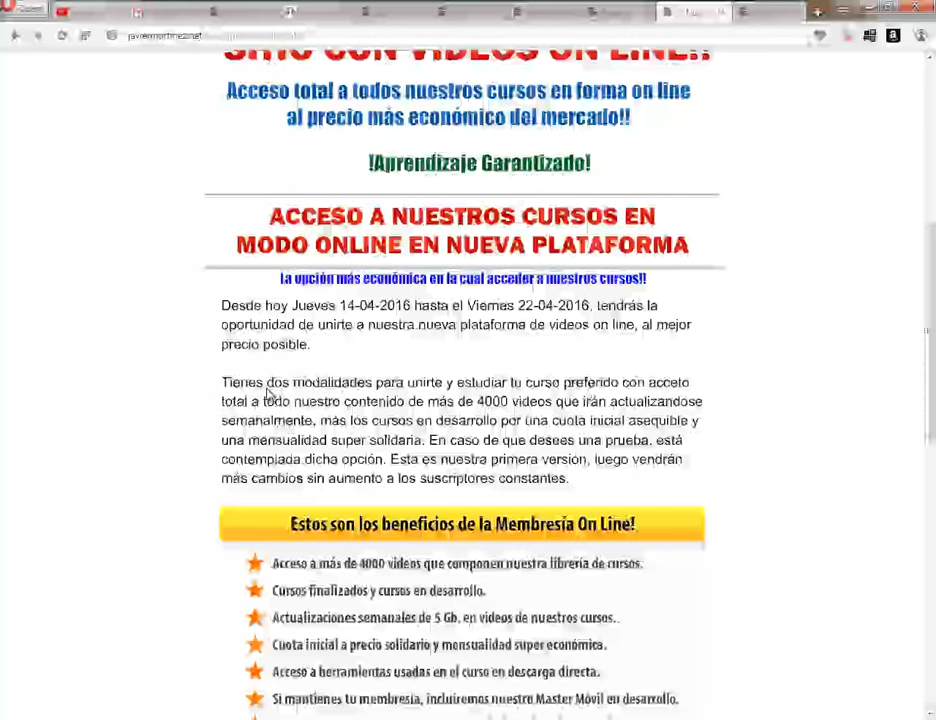 javiermartinez.net
SITIO CON VIDEOS ON LINE!!
Acceso total a todos nuestros cursos en forma on line
al precio más económico del mercado!!
!Aprendizaje Garantizado!
ACCESO A NUESTROS CURSOS EN
MODO ONLINE EN NUEVA PLATAFORMA
La opción más económica en la cual acceder a nuestros cursos!!
Desde hoy Jueves 14-04-2016 hasta el Viernes 22-04-2016, tendrás la
oportunidad de unirte a nuestra nueva plataforma de videos on line, al mejor
precio posible.
Tienes dos modalidades para unirte y estudiar tu curso preferido con acceto
total a todo nuestro contenido de más de 4000 videos que irán actualizandose
semanalmente, más los cursos en desarrollo por una cuota inicial asequible y
una mensualidad super solidaria. En caso de que desees una prueba, está
contemplada dicha opción. Esta es nuestra primera versión, luego vendrán
más cambios sin aumento a los suscriptores constantes.
Estos son los beneficios de la Membresía On Line!
Acceso a más de 4000 videos que componen nuestra librería de cursos.
Cursos finalizados y cursos en desarrollo.
Actualizaciones semanales de 5 Gb, en videos de nuestros cursos.
Cuota inicial a precio solidario y mensualidad super económica.
Acceso a herramientas usadas en el curso en descarga directa.
Si mantienes tu membresía, incluiremos nuestro Master Móvil en desarrollo.